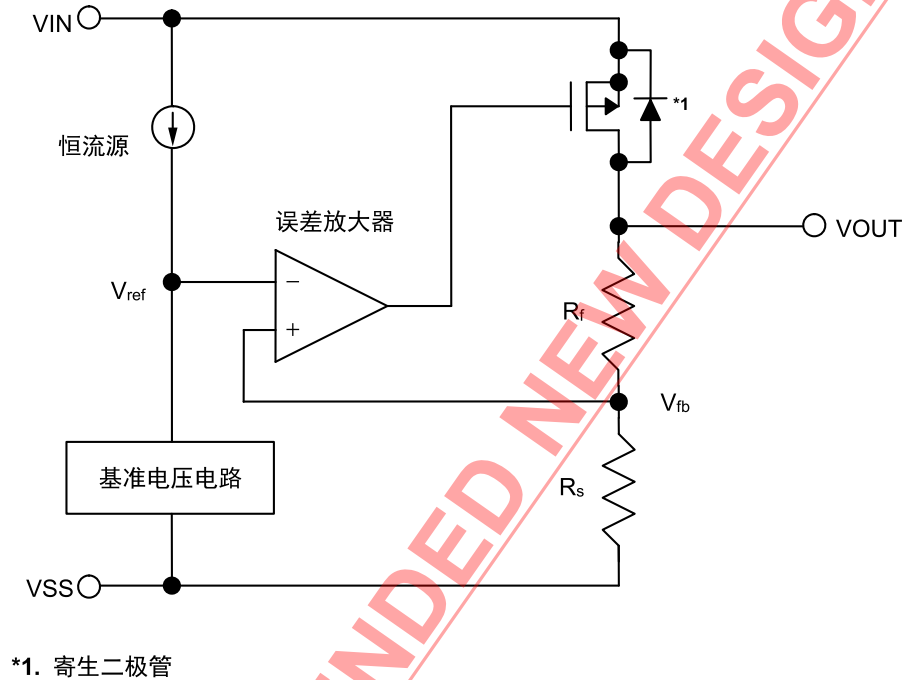 VIN
*1
恒流源
误差放大器
VOUT
Vref
−
+
Rf
Vfb
基准电压电路
Rs
VSS
*1. 寄生二极管
NDED NEW DESIG